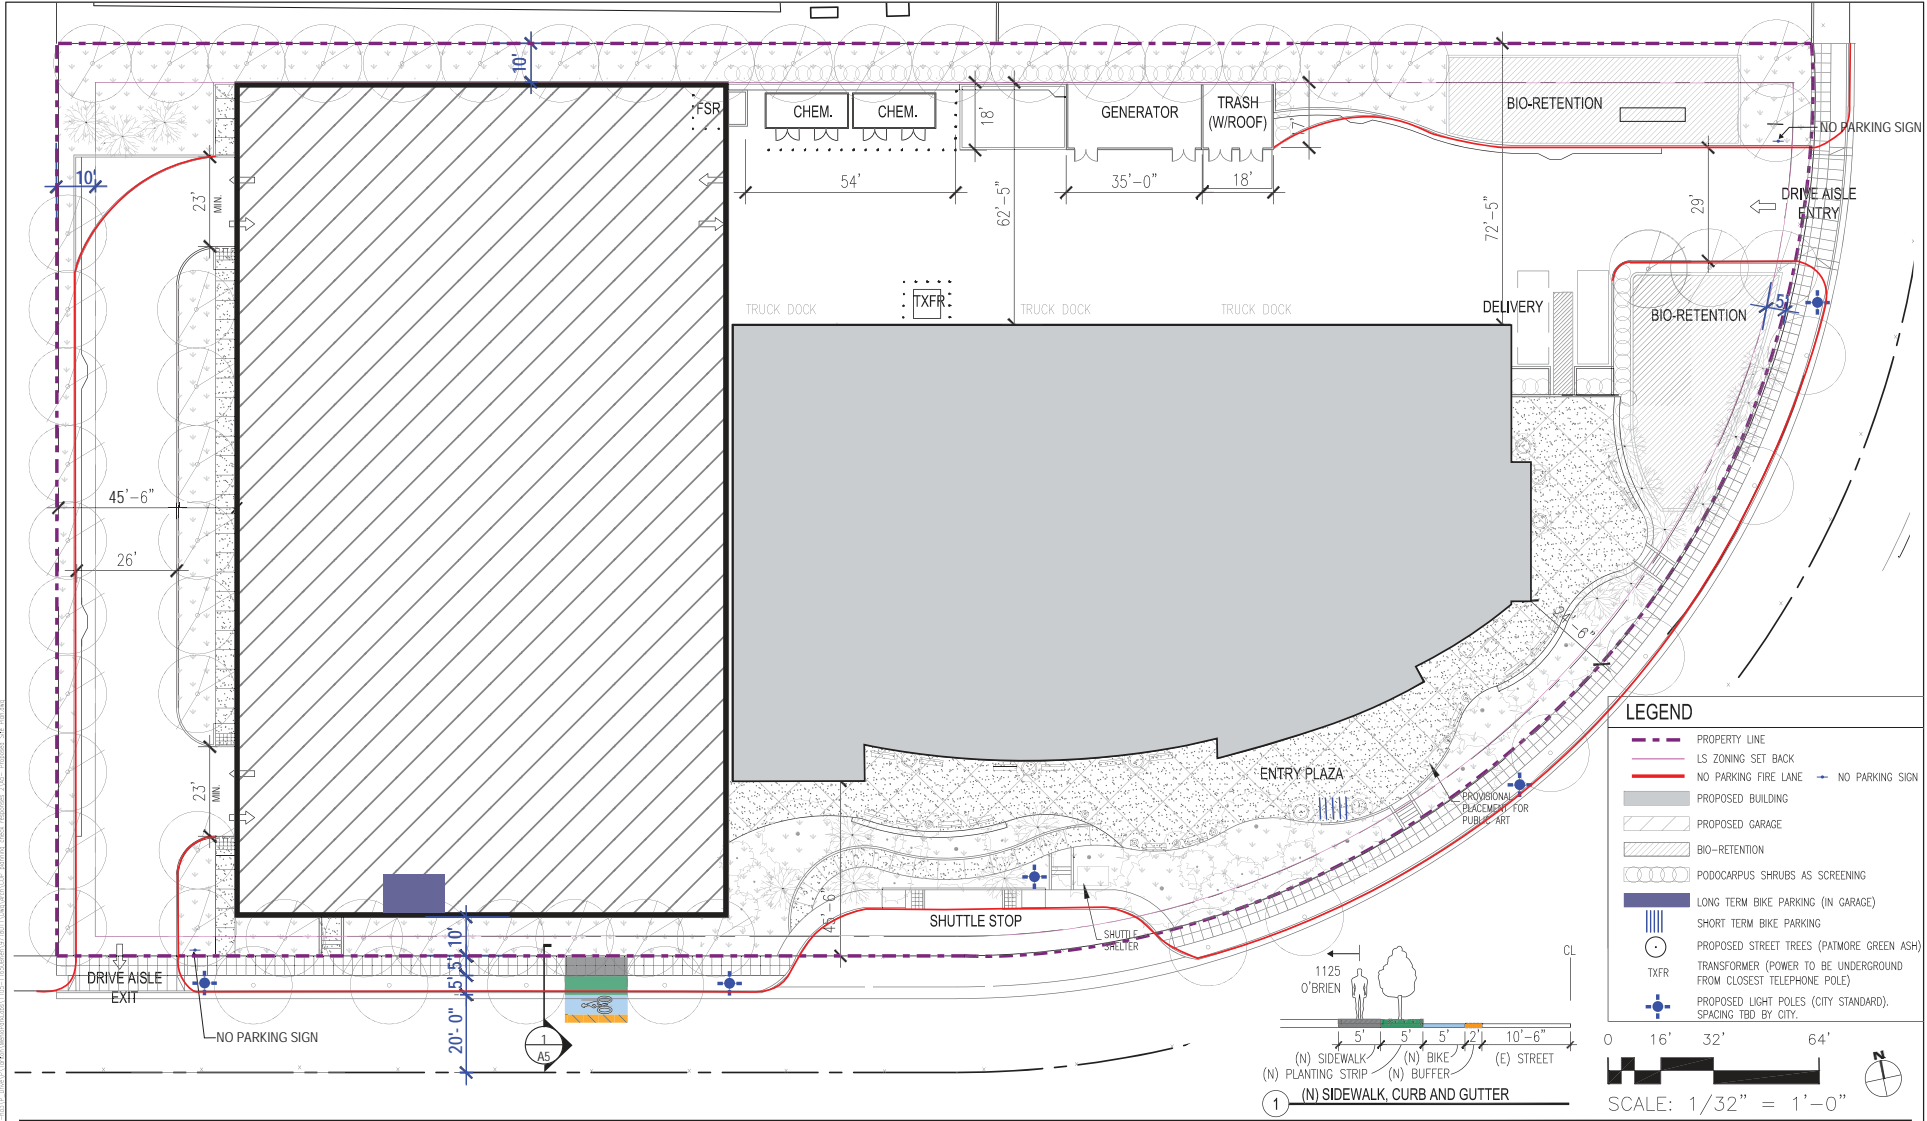 10'
FSR
CHEM.
CHEM.
18'
GENERATOR
TRASH
(W/ROOF)
7'
BIO-RETENTION
NO PARKING SIGN
10'
23'
MIN.
54'
62'-5"
35'-0"
18'
72'-5"
29'
DRIVE AISLE
ENTRY
TXFR
TRUCK DOCK
TRUCK DOCK
TRUCK DOCK
DELIVERY
BIO-RETENTION
5'
45'-6"
26'
24'-6"
23'
MIN.
ENTRY PLAZA
PROVISIONAL
PLACEMENT FOR
PUBLIC ART
45'-6"
SHUTTLE STOP
SHUTTLE
SHELTER
10'
5'
5'
20'- 0"
DRIVE AISLE
EXIT
NO PARKING SIGN
1
A5
LEGEND
PROPERTY LINE
LS ZONING SET BACK
NO PARKING FIRE LANE
NO PARKING SIGN
PROPOSED BUILDING
PROPOSED GARAGE
BIO-RETENTION
PODOCARPUS SHRUBS AS SCREENING
LONG TERM BIKE PARKING (IN GARAGE)
SHORT TERM BIKE PARKING
PROPOSED STREET TREES (PATMORE GREEN ASH)
TXFR
TRANSFORMER (POWER TO BE UNDERGROUND
FROM CLOSEST TELEPHONE POLE)
PROPOSED LIGHT POLES (CITY STANDARD).
SPACING TBD BY CITY.
1125
O'BRIEN
CL
5'
5'
5'
2'
10'-6"
(N) SIDEWALK
(N) BIKE
(E) STREET
(N) PLANTING STRIP
(N) BUFFER
1
(N) SIDEWALK, CURB AND GUTTER
0
16'
32'
64'
N
SCALE: 1/32" = 1'-0"